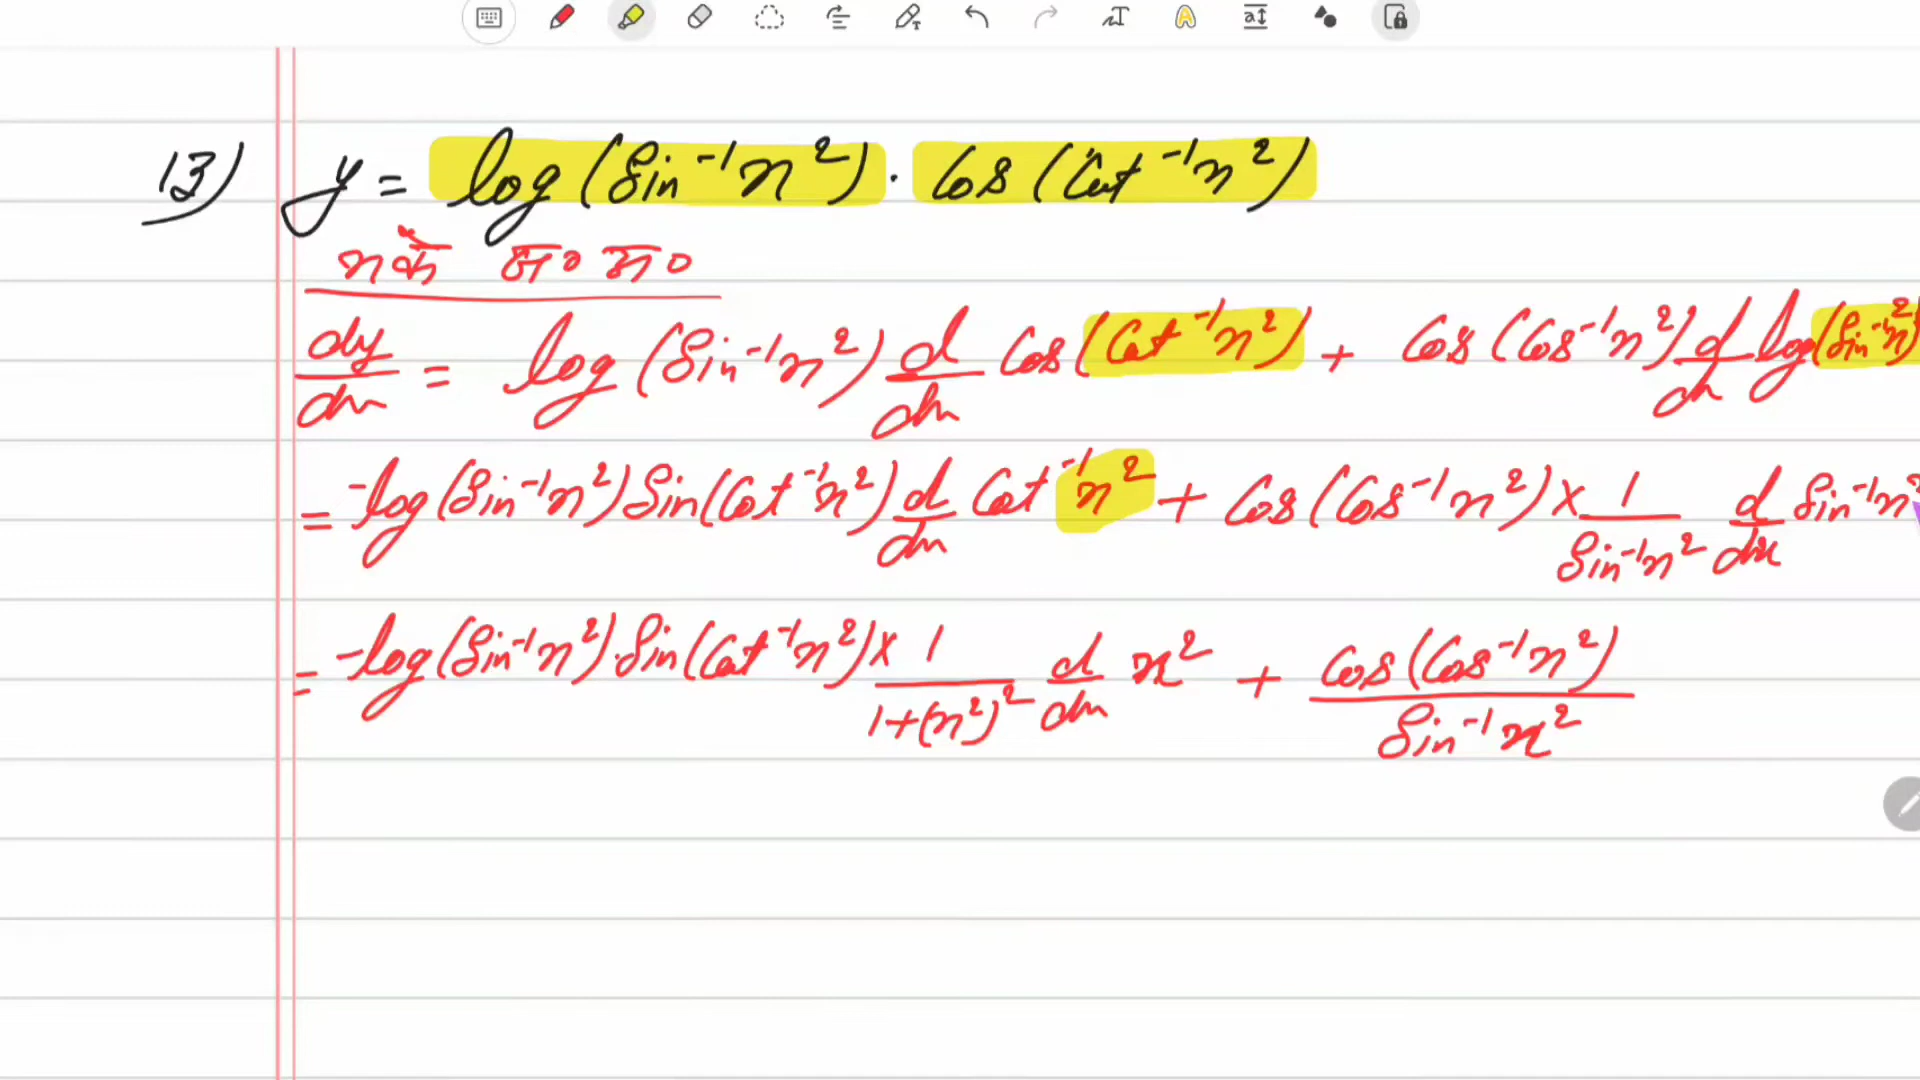 13) y = log(Sin⁻¹x²) · Cos(Cot⁻¹x²)
dy/dx = log(Sin⁻¹x²) d/dx Cos(Cot⁻¹x²) + Cos(Cos⁻¹x²) d/dx log(Sin⁻¹x²)
= -log(Sin⁻¹x²) Sin(Cot⁻¹x²) d/dx Cot⁻¹x² + Cos(Cos⁻¹x²) × 1/Sin⁻¹x² d/dx Sin⁻¹x²
= -log(Sin⁻¹x²)·Sin(Cot⁻¹x²) × 1/1+(x²)² d/dx x² + Cos(Cos⁻¹x²)/Sin⁻¹x²